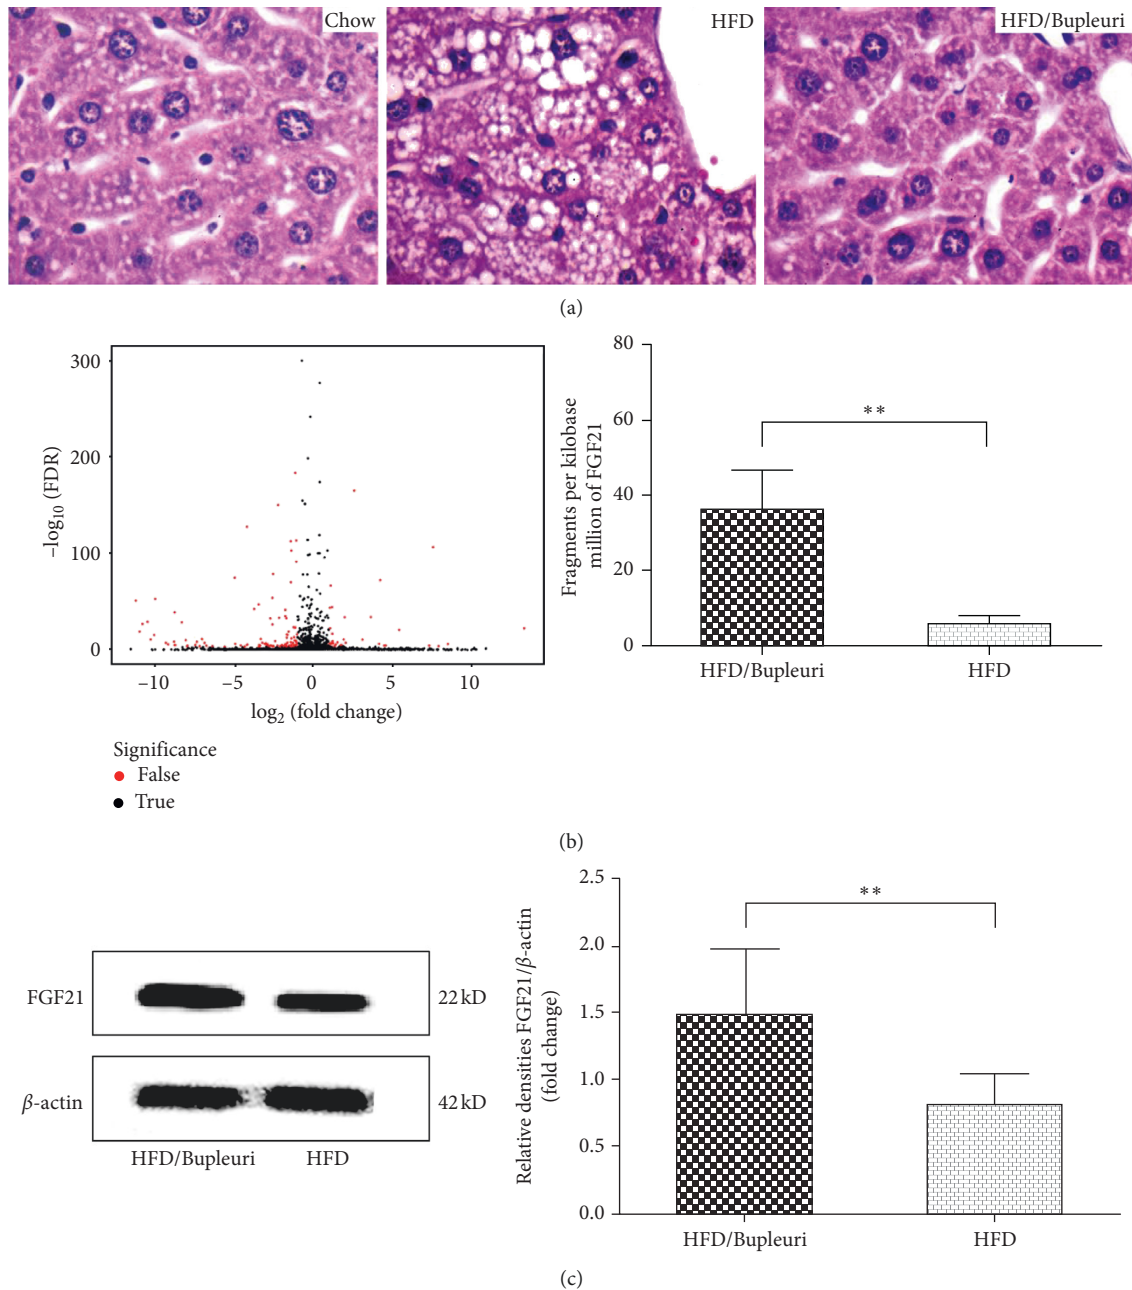 Chow
HFD
HFD/Bupleuri
(a)
−log10 (FDR)
300
200
100
0
−10
−5
0
5
10
log2 (fold change)
Significance
False
True
Fragments per kilobase
million of FGF21
80
60
40
20
0
**
HFD/Bupleuri
HFD
(b)
FGF21
22 kD
β-actin
42 kD
HFD/Bupleuri
HFD
Relative densities FGF21/β-actin
(fold change)
2.5
2.0
1.5
1.0
0.5
0.0
**
HFD/Bupleuri
HFD
(c)